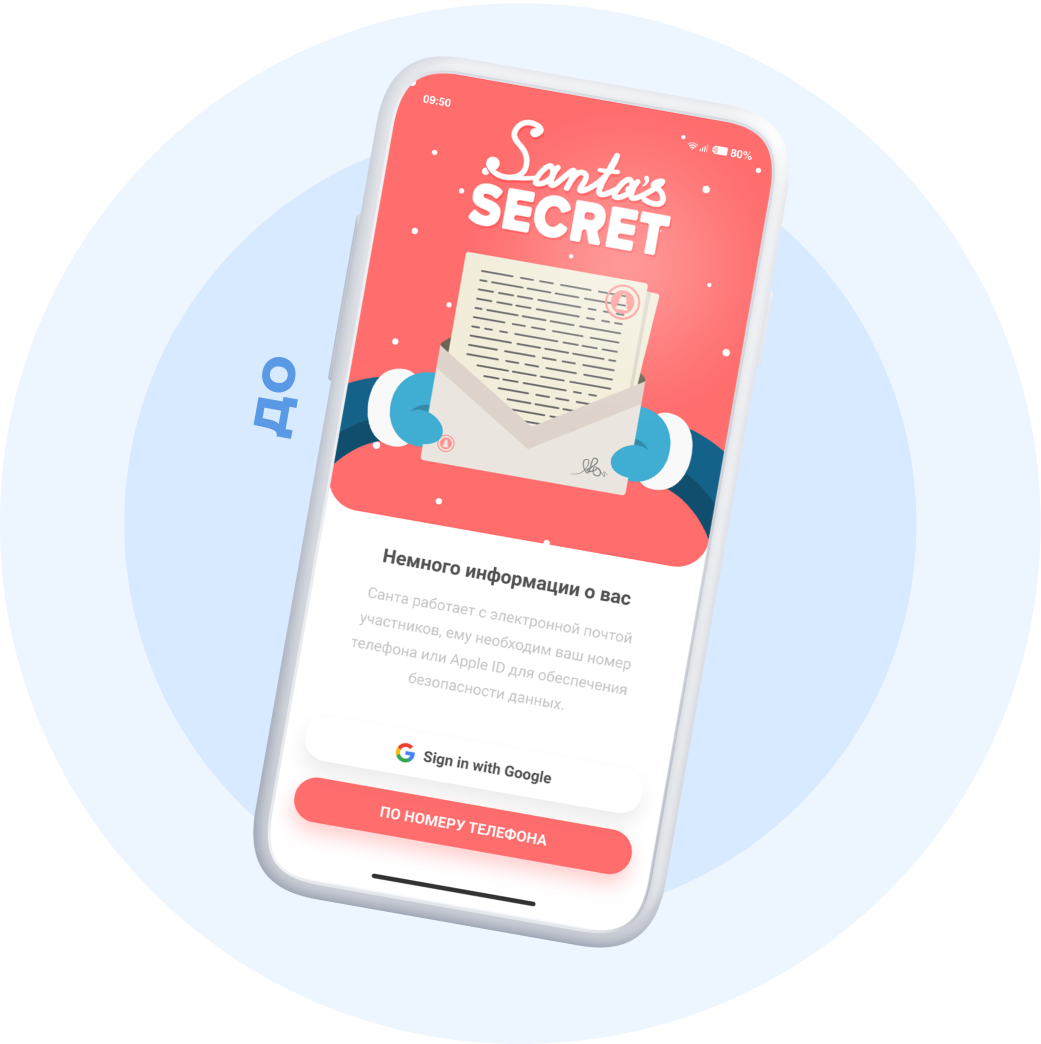 09:50
80%
Santa's
SECRET
до
Немного информации о вас
Санта работает с электронной почтой
участников, ему необходим ваш номер
телефона или Apple ID для обеспечения
безопасности данных.
Sign in with Google
ПО НОМЕРУ ТЕЛЕФОНА